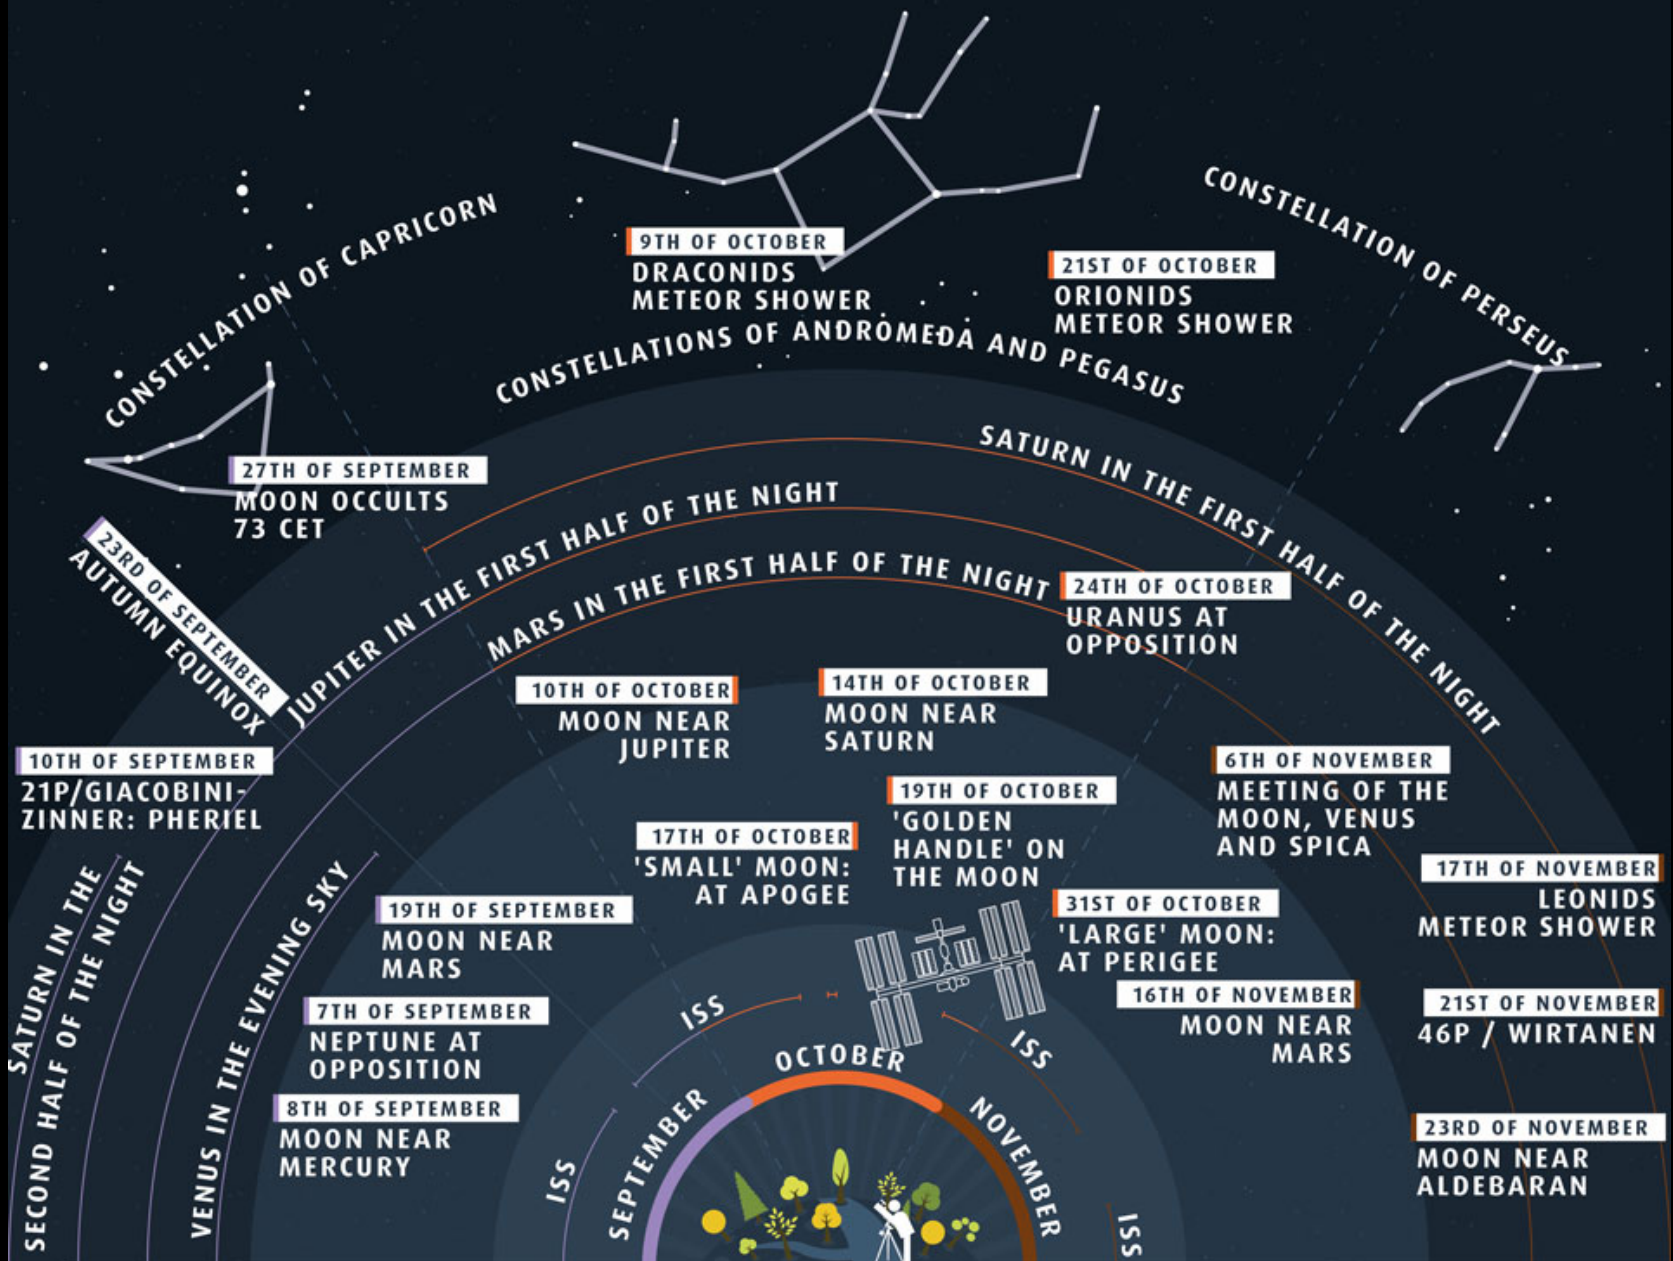 CONSTELLATION OF CAPRICORN
CONSTELLATIONS OF ANDROMEDA AND PEGASUS
CONSTELLATION OF PERSEUS
9TH OF OCTOBER
DRACONIDS
METEOR SHOWER
21ST OF OCTOBER
ORIONIDS
METEOR SHOWER
27TH OF SEPTEMBER
MOON OCCULTS
73 CET
23RD OF SEPTEMBER
AUTUMN EQUINOX
SATURN IN THE FIRST HALF OF THE NIGHT
JUPITER IN THE FIRST HALF OF THE NIGHT
MARS IN THE FIRST HALF OF THE NIGHT
24TH OF OCTOBER
URANUS AT
OPPOSITION
10TH OF OCTOBER
MOON NEAR
JUPITER
14TH OF OCTOBER
MOON NEAR
SATURN
10TH OF SEPTEMBER
21P/GIACOBINI-
ZINNER: PHERIEL
6TH OF NOVEMBER
MEETING OF THE
MOON, VENUS
AND SPICA
19TH OF OCTOBER
'GOLDEN
HANDLE' ON
THE MOON
17TH OF OCTOBER
'SMALL' MOON:
AT APOGEE
17TH OF NOVEMBER
LEONIDS
METEOR SHOWER
SATURN IN THE
SECOND HALF OF THE NIGHT
VENUS IN THE EVENING SKY
19TH OF SEPTEMBER
MOON NEAR
MARS
31ST OF OCTOBER
'LARGE' MOON:
AT PERIGEE
16TH OF NOVEMBER
MOON NEAR
MARS
21ST OF NOVEMBER
46P / WIRTANEN
7TH OF SEPTEMBER
NEPTUNE AT
OPPOSITION
8TH OF SEPTEMBER
MOON NEAR
MERCURY
23RD OF NOVEMBER
MOON NEAR
ALDEBARAN
ISS
ISS
ISS
ISS
SEPTEMBER
OCTOBER
NOVEMBER